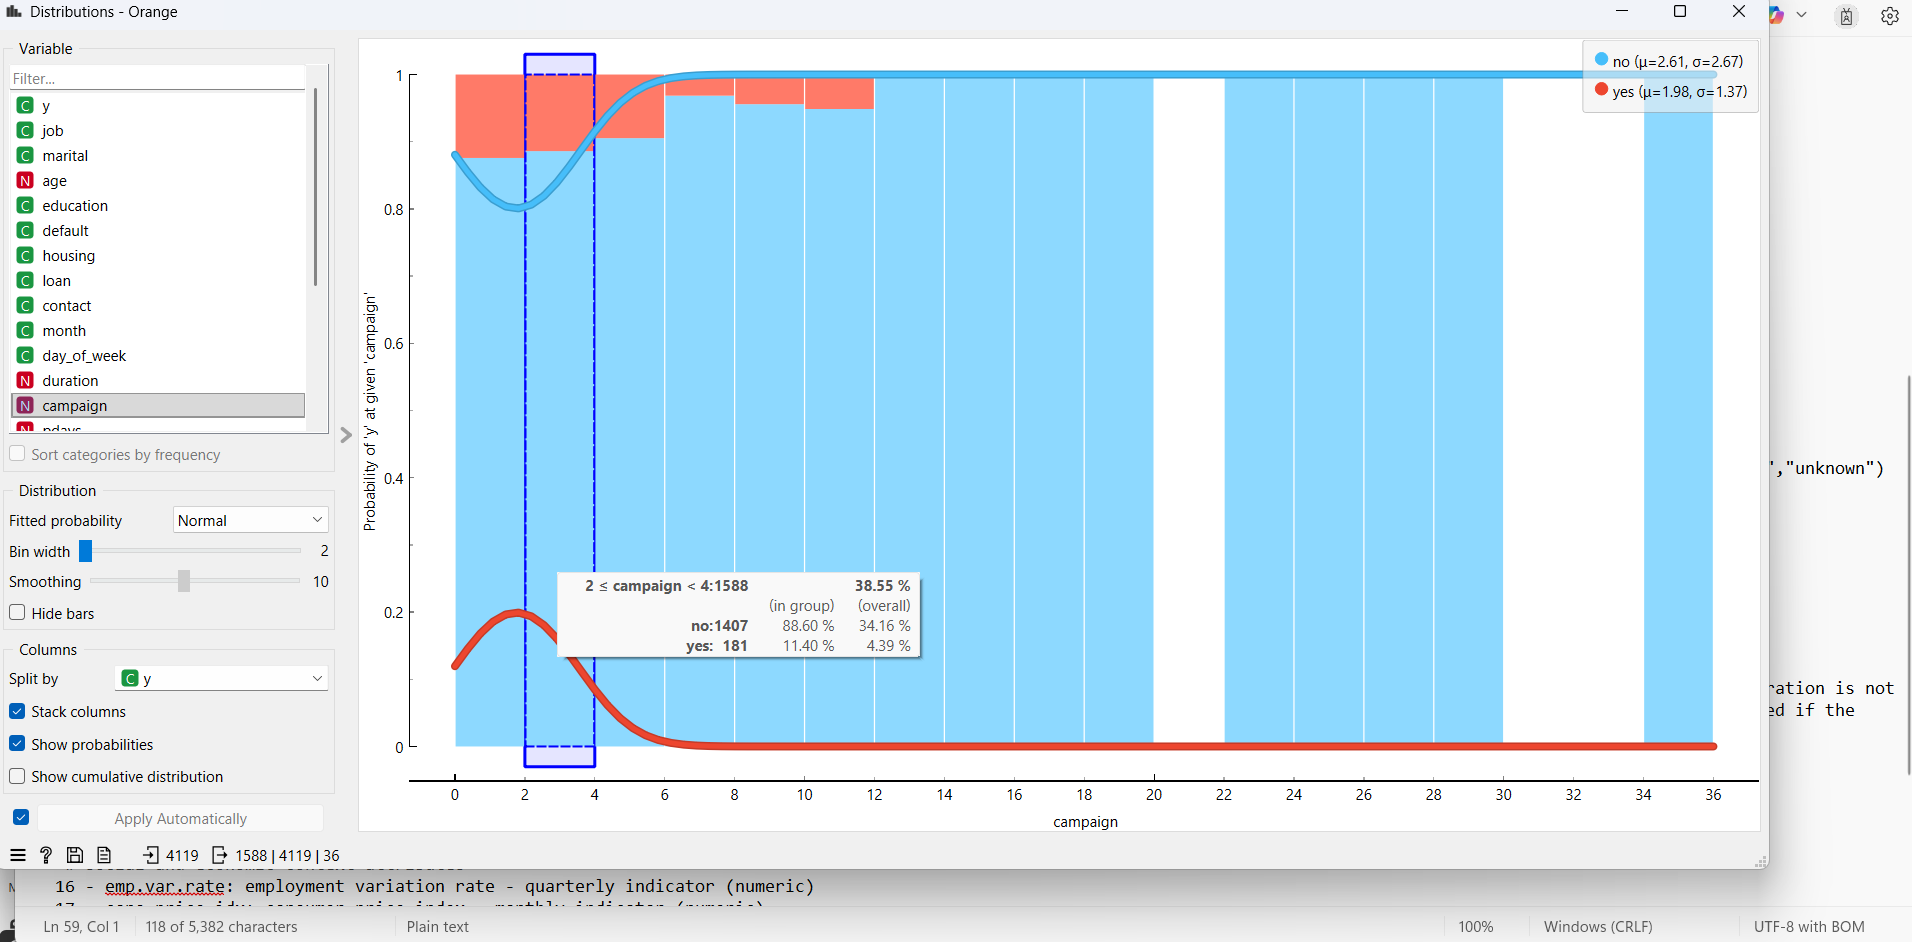 Distributions - Orange
Variable
Filter...
C y
C job
C marital
N age
C education
C default
C housing
C loan
C contact
C month
C day_of_week
N duration
N campaign
Sort categories by frequency
Distribution
Fitted probability Normal
Bin width 2
Smoothing 10
Hide bars
Columns
Split by C y
Stack columns
Show probabilities
Show cumulative distribution
Apply Automatically
4119 1588 | 4119 | 36
Probability of 'y' at given 'campaign'
1
0.8
0.6
0.4
0.2
0
0 2 4 6 8 10 12 14 16 18 20 22 24 26 28 30 32 34 36
campaign
no (μ=2.61, σ=2.67)
yes (μ=1.98, σ=1.37)
2 ≤ campaign < 4:1588 38.55 %
(in group) (overall)
no:1407 88.60 % 34.16 %
yes: 181 11.40 % 4.39 %
","unknown")
ration is not
ed if the
16 - emp.var.rate: employment variation rate - quarterly indicator (numeric)
Ln 59, Col 1 118 of 5,382 characters Plain text 100% Windows (CRLF) UTF-8 with BOM